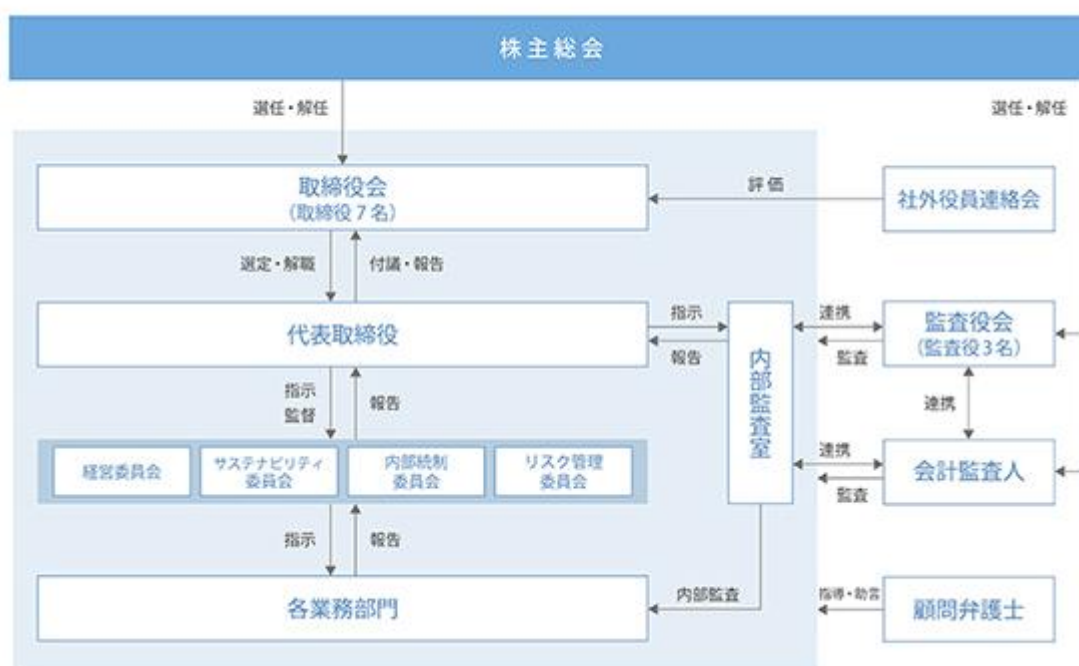 株主総会
選任・解任
選任・解任
取締役会
（取締役７名）
評価
社外役員連絡会
選定・解職
付議・報告
代表取締役
指示
報告
内部監査室
連携
監査
監査役会
（監査役３名）
指示
監督
報告
連携
経営委員会
サステナビリティ
委員会
内部統制
委員会
リスク管理
委員会
連携
監査
会計監査人
指示
報告
各業務部門
内部監査
指導・助言
顧問弁護士